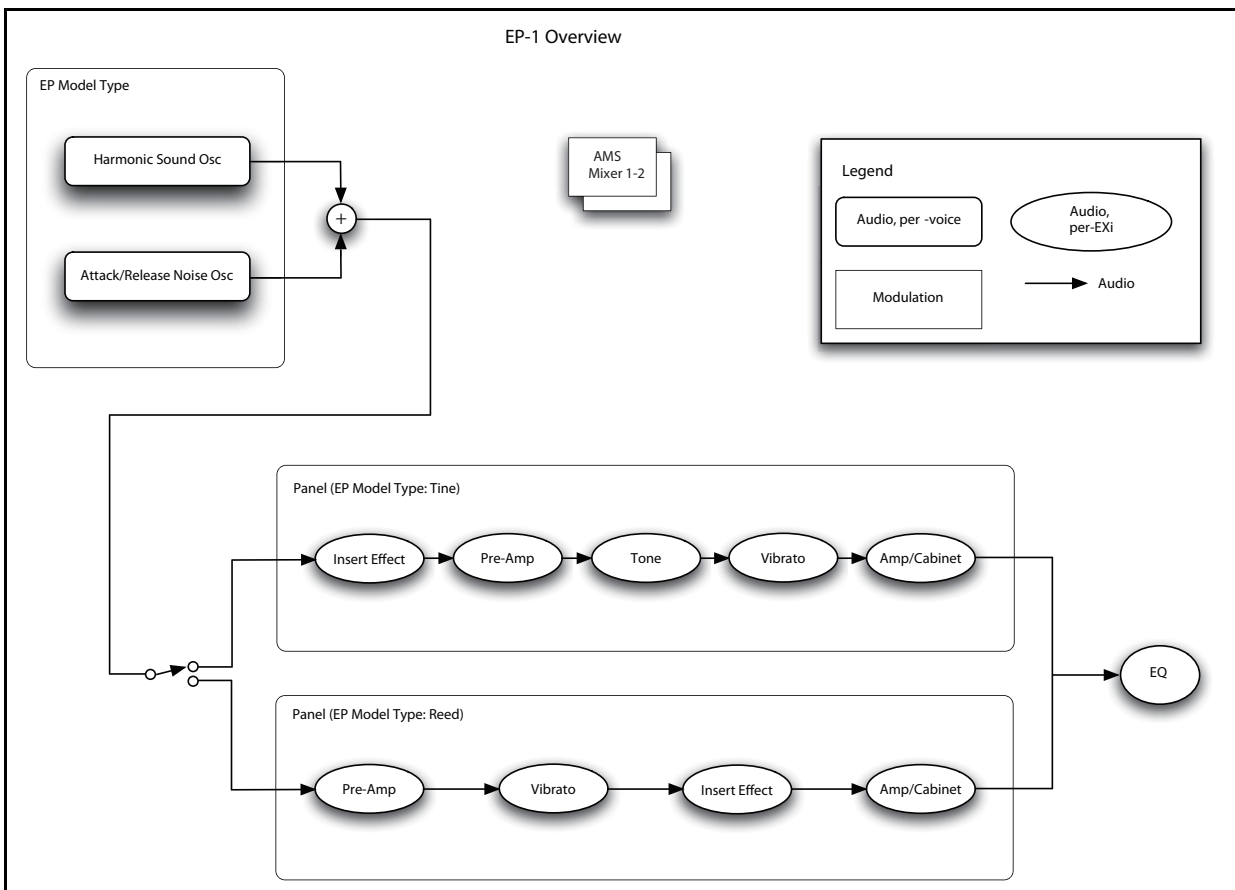 EP-1 Overview
EP Model Type
Harmonic Sound Osc
+
Attack/Release Noise Osc
AMS
Mixer 1-2
Legend
Audio, per -voice
Audio,
per-EXi
Modulation
Audio
Panel (EP Model Type: Tine)
Insert Effect
Pre-Amp
Tone
Vibrato
Amp/Cabinet
EQ
Panel (EP Model Type: Reed)
Pre-Amp
Vibrato
Insert Effect
Amp/Cabinet